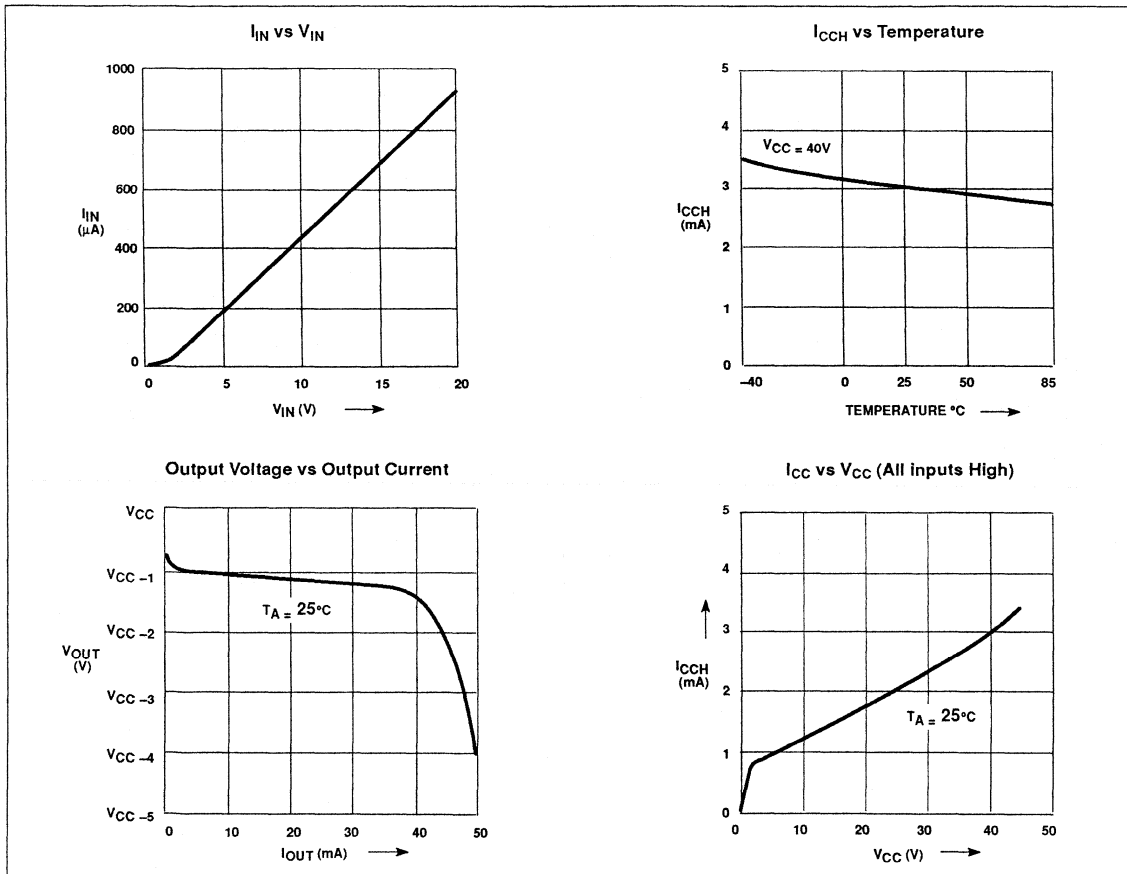 I_IN vs V_IN
1000
800
600
400
200
0
I_IN
(µA)
0 5 10 15 20
V_IN (V)
I_CCH vs Temperature
5
4
3
2
1
0
V_CC = 40V
I_CCH
(mA)
–40 0 25 50 85
TEMPERATURE °C
Output Voltage vs Output Current
V_CC
V_CC –1
V_CC –2
V_CC –3
V_CC –4
V_CC –5
T_A = 25°C
V_OUT
(V)
0 10 20 30 40 50
I_OUT (mA)
I_CC vs V_CC (All inputs High)
5
4
3
2
1
0
I_CCH
(mA)
T_A = 25°C
0 10 20 30 40 50
V_CC (V)